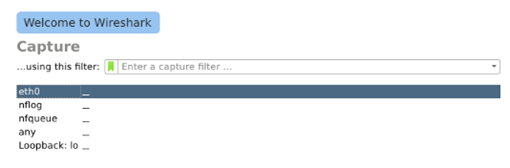 Welcome to Wireshark
Capture
...using this filter: Enter a capture filter ...
eth0
nflog
nfqueue
any
Loopback: lo